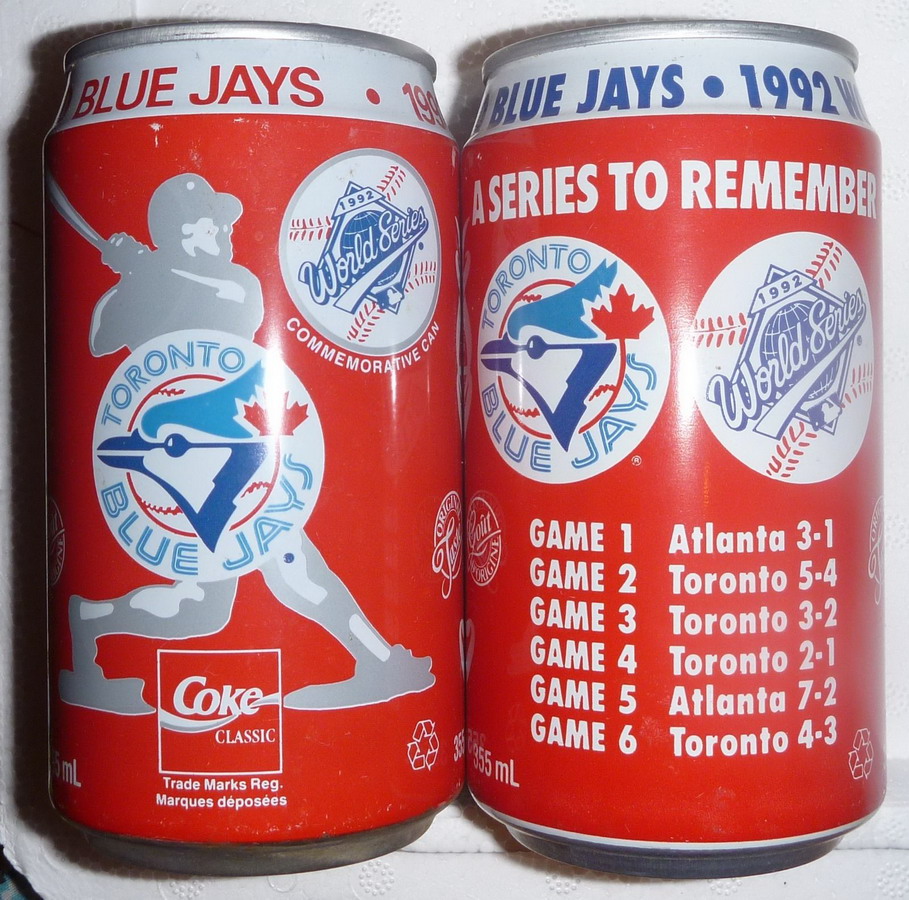 BLUE JAYS •
1992
World Series
COMMEMORATIVE CAN
TORONTO
BLUE JAYS
Coke
CLASSIC
Trade Marks Reg.
Marques déposées
5 mL
355
BLUE JAYS • 1992 W
A SERIES TO REMEMBER
TORONTO
BLUE JAYS
®
1992
World Series
GAME 1 Atlanta 3-1
GAME 2 Toronto 5-4
GAME 3 Toronto 3-2
GAME 4 Toronto 2-1
GAME 5 Atlanta 7-2
GAME 6 Toronto 4-3
355 mL